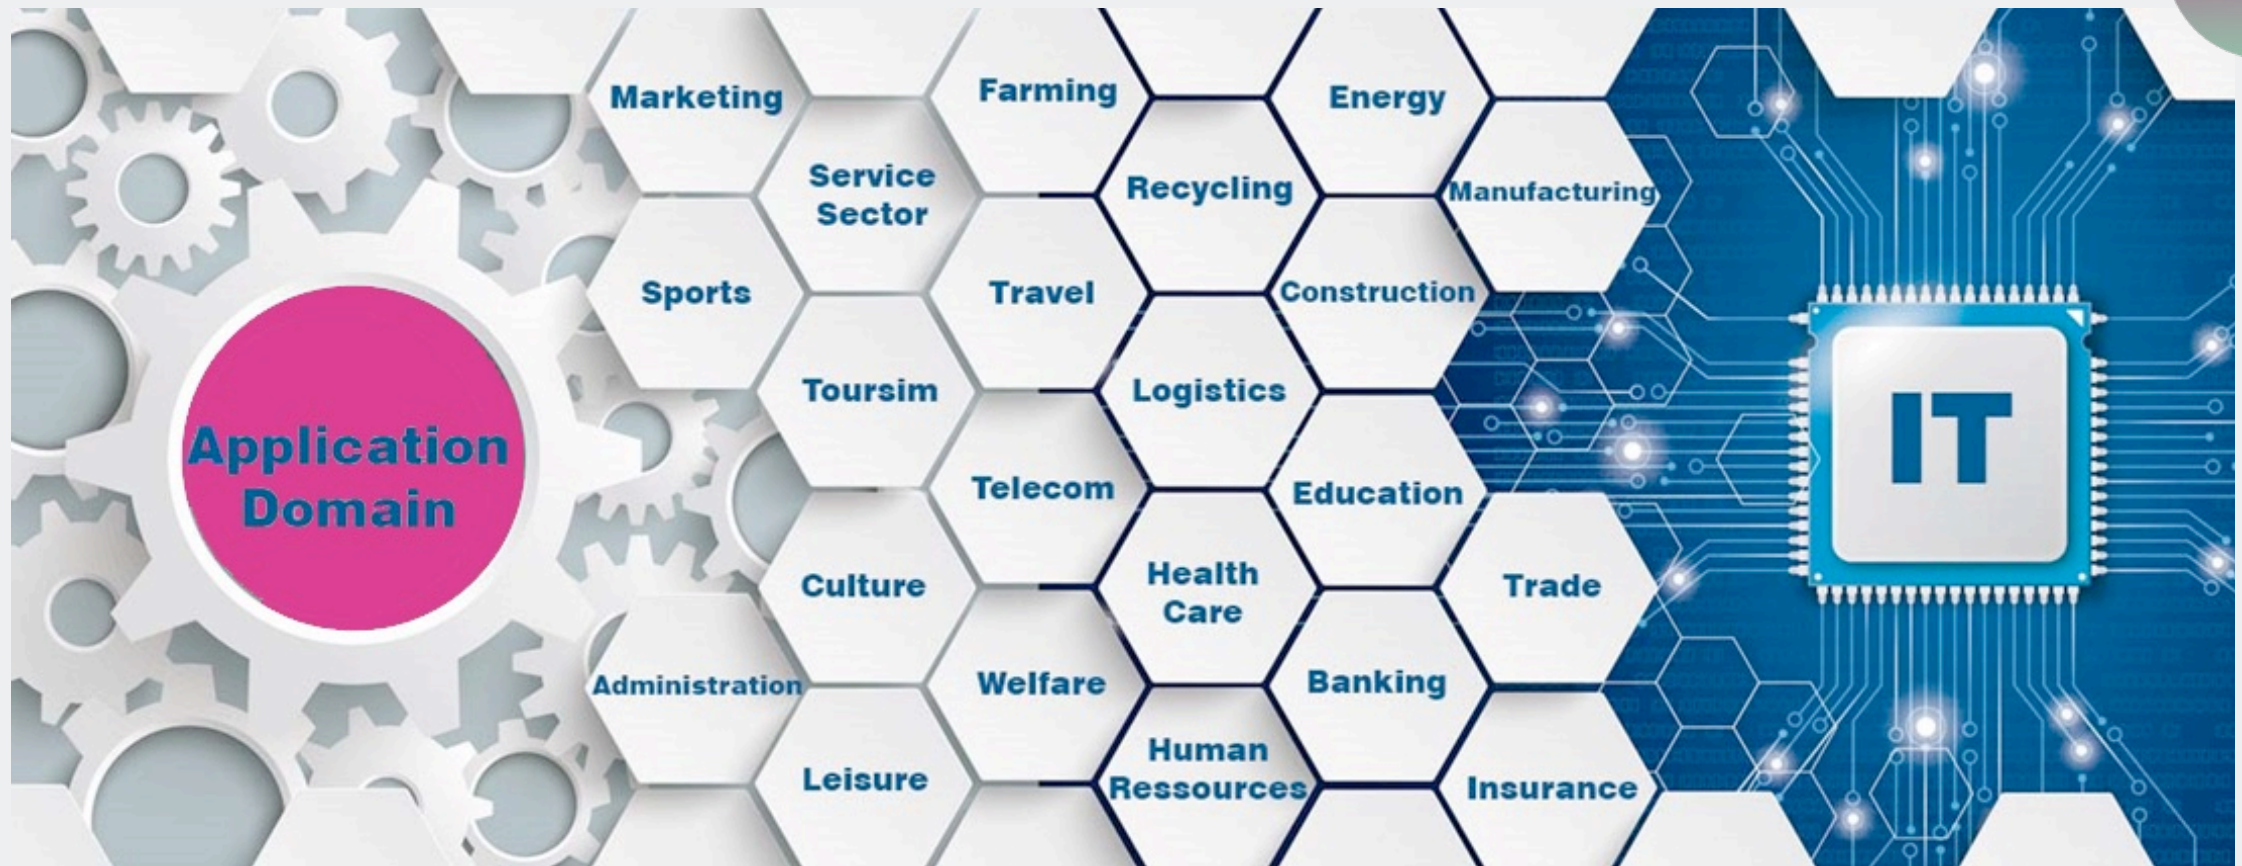 Application
Domain
Marketing
Sports
Administration
Service
Sector
Toursim
Culture
Leisure
Farming
Travel
Telecom
Welfare
Recycling
Logistics
Health
Care
Human
Ressources
Energy
Construction
Education
Banking
Manufacturing
Trade
Insurance
IT